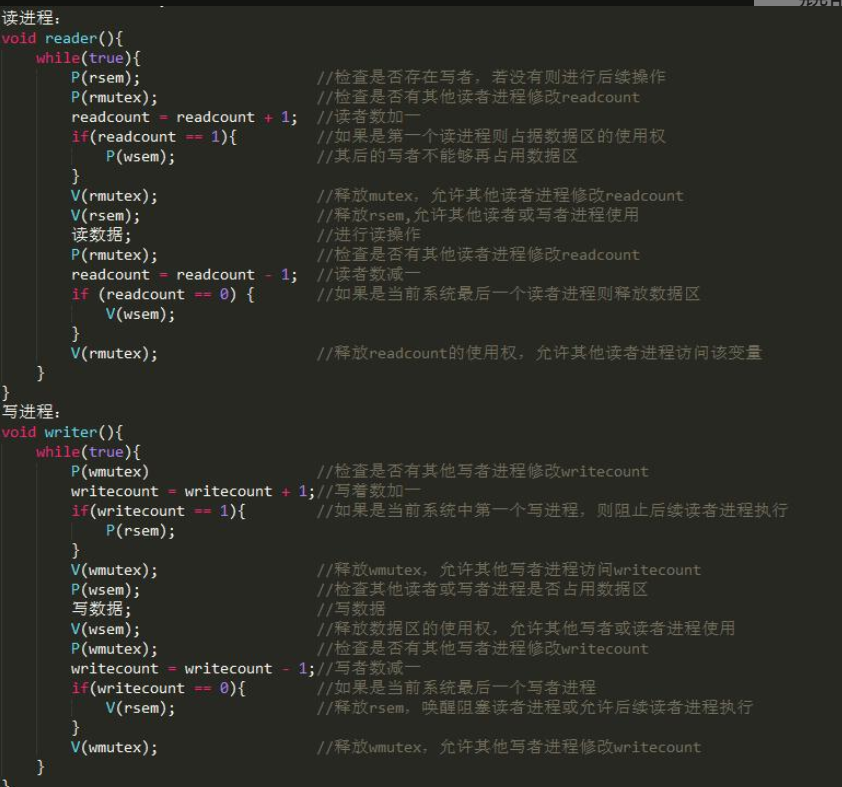 读进程:
void reader(){
    while(true){
        P(rsem);                    //检查是否存在写者，若没有则进行后续操作
        P(rmutex);                  //检查是否有其他读者进程修改readcount
        readcount = readcount + 1;  //读者数加一
        if(readcount == 1){         //如果是第一个读进程则占据数据区的使用权
            P(wsem);                //其后的写者不能够再占用数据区
        }
        V(rmutex);                  //释放mutex，允许其他读者进程修改readcount
        V(rsem);                    //释放rsem,允许其他读者或写者进程使用
        读数据;                     //进行读操作
        P(rmutex);                  //检查是否有其他读者进程修改readcount
        readcount = readcount - 1;  //读者数减一
        if (readcount == 0) {       //如果是当前系统最后一个读者进程则释放数据区
            V(wsem);
        }
        V(rmutex);                  //释放readcount的使用权，允许其他读者进程访问该变量
    }
}
写进程:
void writer(){
    while(true){
        P(wmutex)                   //检查是否有其他写者进程修改writecount
        writecount = writecount + 1;//写着数加一
        if(writecount == 1){        //如果是当前系统中第一个写进程，则阻止后续读者进程执行
            P(rsem);
        }
        V(wmutex);                  //释放wmutex，允许其他写者进程访问writecount
        P(wsem);                    //检查其他读者或写者进程是否占用数据区
        写数据;                     //写数据
        V(wsem);                    //释放数据区的使用权，允许其他写者或读者进程使用
        P(wmutex);                  //检查是否有其他写者进程修改writecount
        writecount = writecount - 1;//写者数减一
        if(writecount == 0){        //如果是当前系统最后一个写者进程
            V(rsem);                //释放rsem，唤醒阻塞读者进程或允许后续读者进程执行
        }
        V(wmutex);                  //释放wmutex，允许其他写者进程修改writecount
    }
}